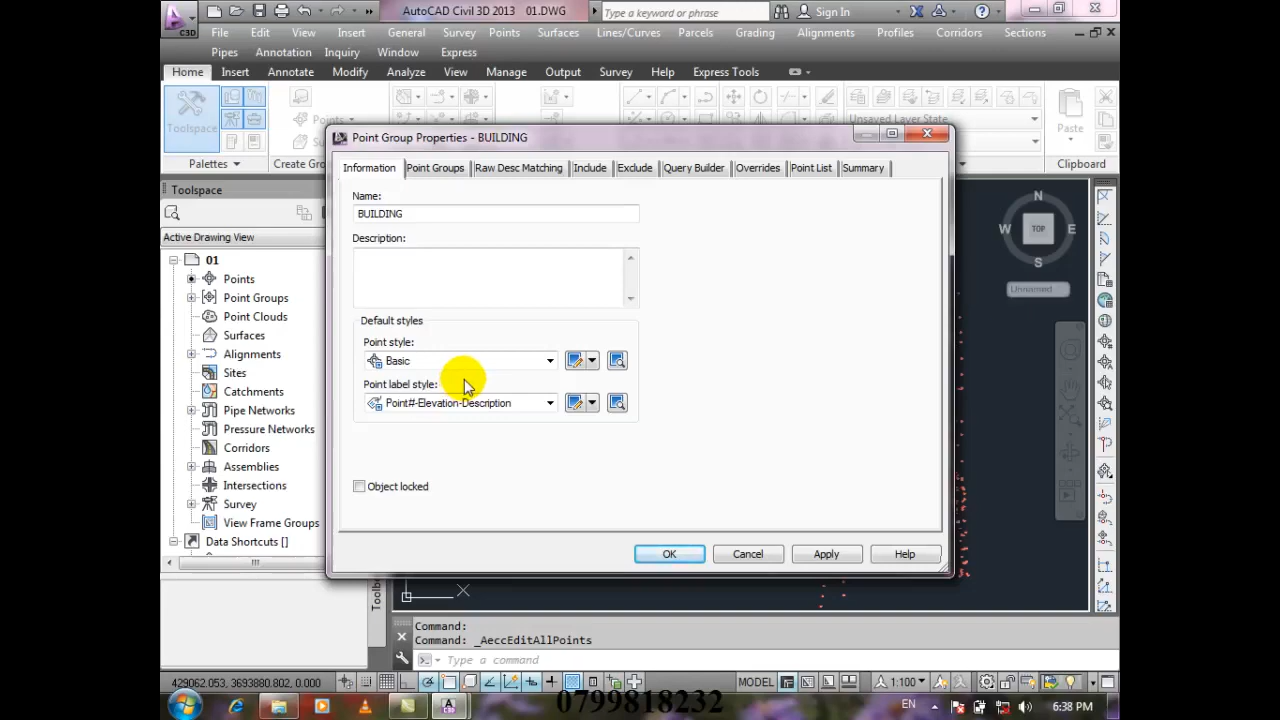 AutoCAD Civil 3D 2013 01.DWG
Type a keyword or phrase
Sign In
C3D
File Edit View Insert General Survey Points Surfaces Lines/Curves Parcels Grading Alignments Profiles Corridors Sections
Pipes Annotation Inquiry Window Express
Home Insert Annotate Modify Analyze View Manage Output Survey Help Express Tools
Toolspace
Points
Unsaved Layer State
Paste
Palettes
Create Gro
Clipboard
Point Group Properties - BUILDING
Information Point Groups Raw Desc Matching Include Exclude Query Builder Overrides Point List Summary
Name:
BUILDING
Description:
Default styles
Point style:
Basic
Point label style:
Point#-Elevation-Description
Object locked
OK Cancel Apply Help
Toolspace
Active Drawing View
01
Points
Point Groups
Point Clouds
Surfaces
Alignments
Sites
Catchments
Pipe Networks
Pressure Networks
Corridors
Assemblies
Intersections
Survey
View Frame Groups
Data Shortcuts []
N
W TOP E
S
Unnamed
Command:
Command: _AeccEditAllPoints
Type a command
429062.053, 3693880.802, 0.000
MODEL
1:100
0799818232
EN
6:38 PM